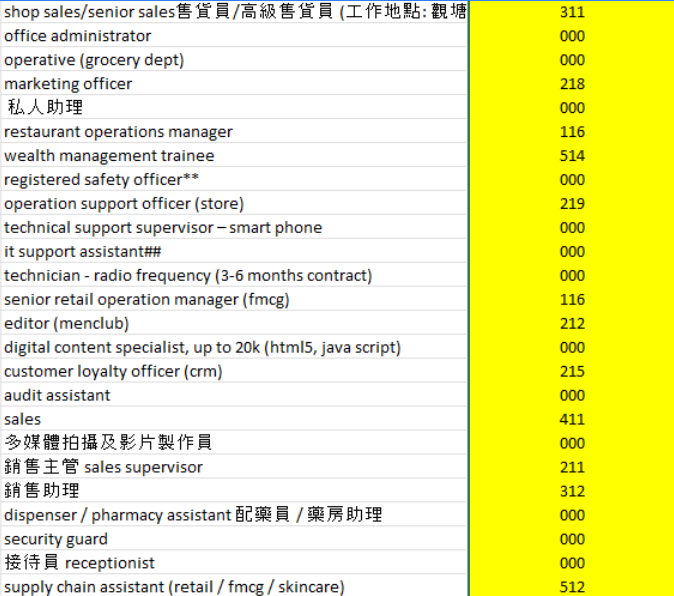 shop sales/senior sales售貨員/高級售貨員 (工作地點: 觀塘 311
office administrator 000
operative (grocery dept) 000
marketing officer 218
私人助理 000
restaurant operations manager 116
wealth management trainee 514
registered safety officer** 000
operation support officer (store) 219
technical support supervisor – smart phone 000
it support assistant## 000
technician - radio frequency (3-6 months contract) 000
senior retail operation manager (fmcg) 116
editor (menclub) 212
digital content specialist, up to 20k (html5, java script) 000
customer loyalty officer (crm) 215
audit assistant 000
sales 411
多媒體拍攝及影片製作員 000
銷售主管 sales supervisor 211
銷售助理 312
dispenser / pharmacy assistant 配藥員 / 藥房助理 000
security guard 000
接待員 receptionist 000
supply chain assistant (retail / fmcg / skincare) 512